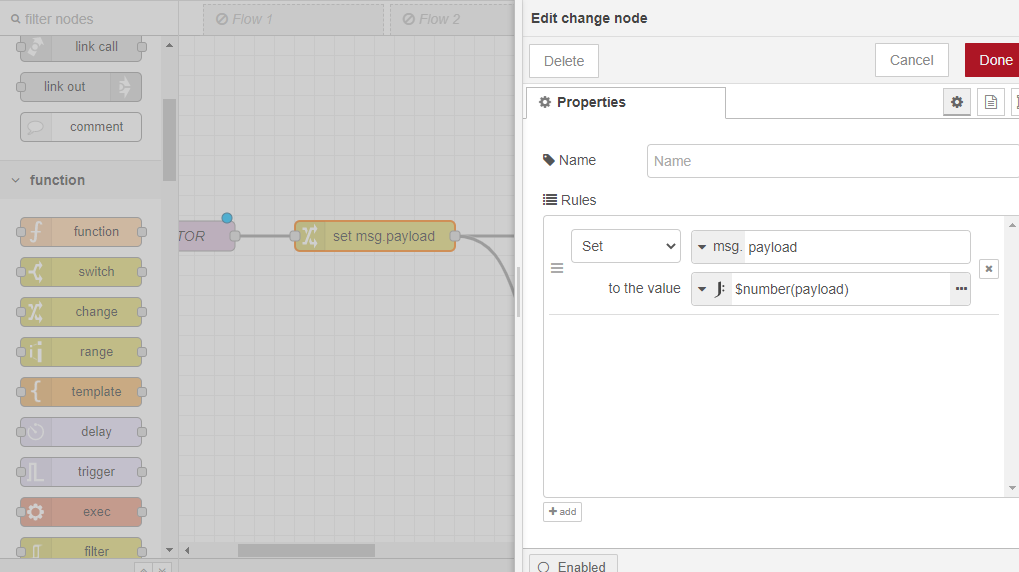 filter nodes
Flow 1
Flow 2
Edit change node
link call
link out
comment
function
function
switch
change
range
template
delay
trigger
exec
filter
TOR
set msg.payload
Delete
Cancel
Done
Properties
Name
Name
Rules
Set
msg. payload
to the value
J: $number(payload)
add
Enabled